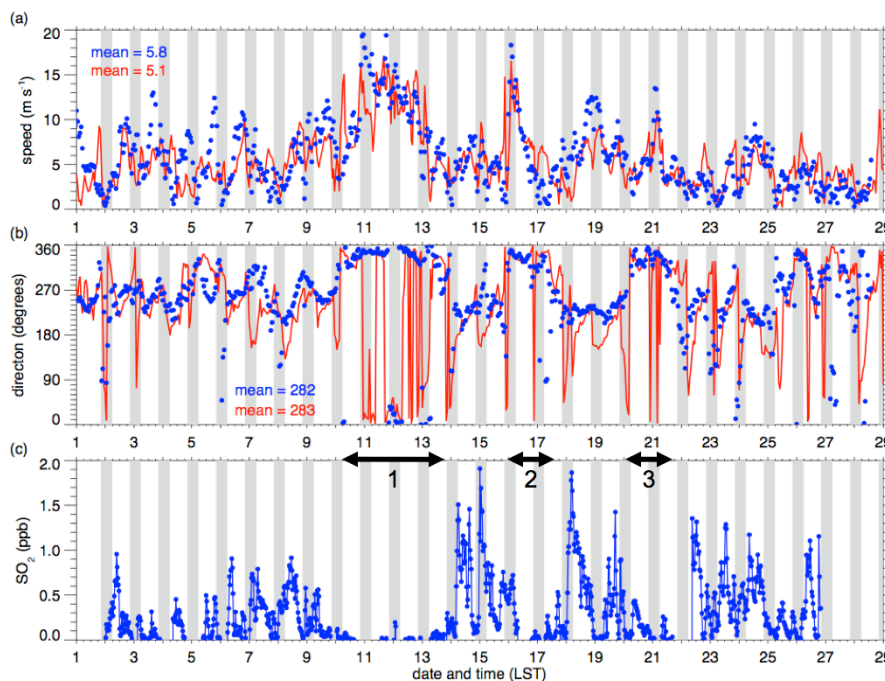 (a)
20
15
10
5
0
speed (m s⁻¹)
mean = 5.8
mean = 5.1
1 3 5 7 9 11 13 15 17 19 21 23 25 27 29
(b)
360
270
180
90
0
direction (degrees)
mean = 282
mean = 283
1 3 5 7 9 11 13 15 17 19 21 23 25 27 29
(c)
2.0
1.5
1.0
0.5
0.0
SO₂ (ppb)
1 2 3
1 3 5 7 9 11 13 15 17 19 21 23 25 27 29
date and time (LST)